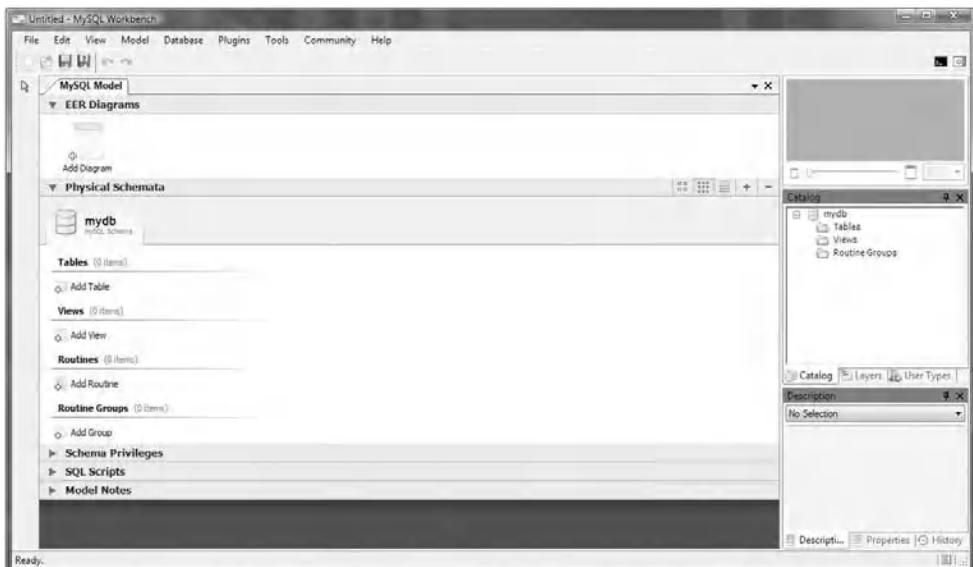 Untitled - MySQL Workbench
File Edit View Model Database Plugins Tools Community Help
MySQL Model
EER Diagrams
Add Diagram
Physical Schemata
mydb
MySQL Schema
Tables (0 items)
Add Table
Views (0 items)
Add View
Routines (0 items)
Add Routine
Routine Groups (0 items)
Add Group
Schema Privileges
SQL Scripts
Model Notes
Catalog
mydb
Tables
Views
Routine Groups
Catalog Layers User Types
Description
No Selection
Descripti... Properties History
Ready.